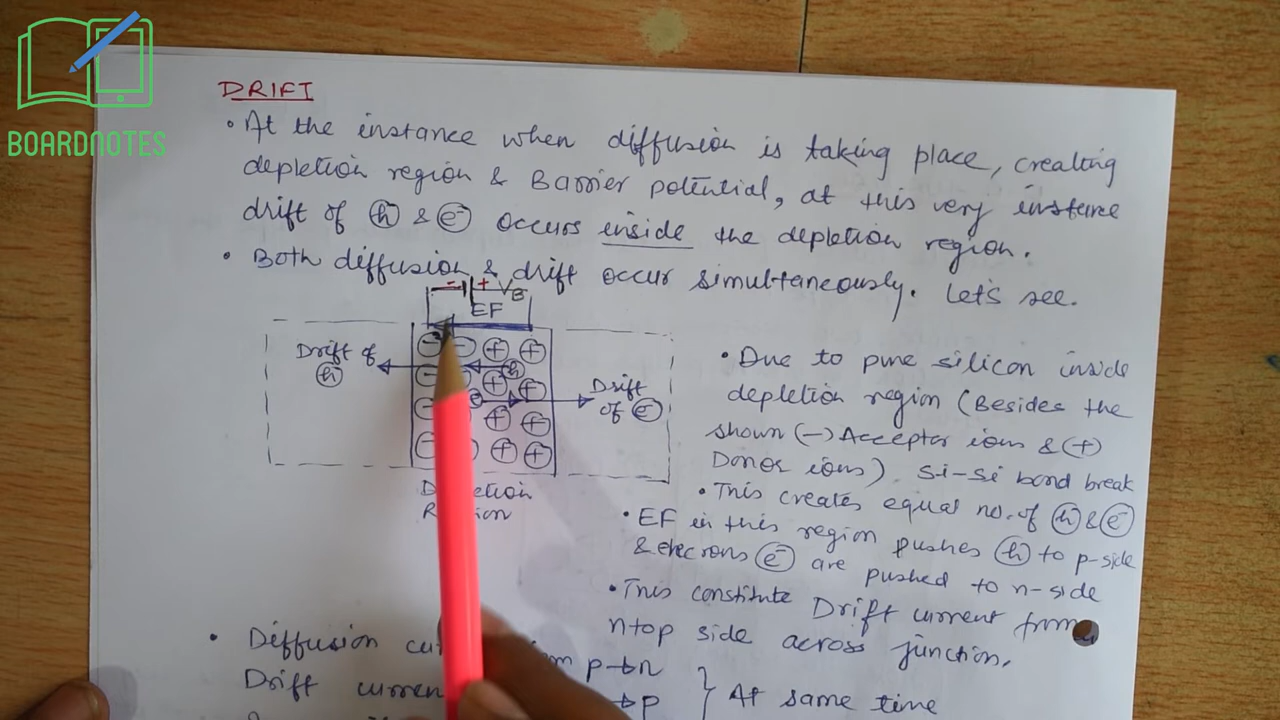 BOARDNOTES
DRIFT
• At the instance when diffusion is taking place, creating
depletion region & Barrier potential, at this very instance
drift of (h) & (e-) occurs inside the depletion region.
• Both diffusion & drift occur simultaneously. Let's see.
- + VB
EF
Drift of
(h)
- - + +
- h
- + +
e
Drift
of (e-)
- + +
- + +
Region
• Due to pure silicon inside
depletion region (Besides the
shown (-) Acceptor ions & (+)
Donor ions), Si-Si bond break
• This creates equal no. of (h) & (e-)
• EF in this region pushes (h) to p-side
& elecrons (e-) are pushed to n-side
• This constitute Drift current from
n to p side across junction.
• Diffusion p→n
Drift →p } At same time